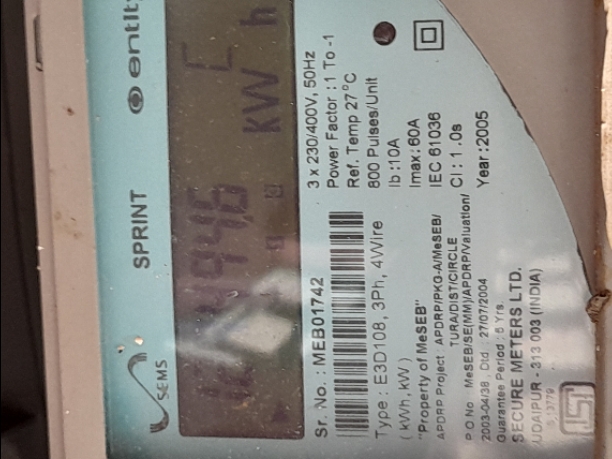 SEMS
SPRINT
entity
kWh
Sr. No. : MEB01742
Type : E3D108, 3Ph, 4Wire
( kWh, kW )
"Property of MeSEB"
APDRP Project : APDRP/PKG-A/MeSEB/
TURA/DIST/CIRCLE
P O No : MeSEB/SE(MM)/APDRP/Valuation/
2003-04/38 . Dtd : 27/07/2004
Guarantee Period : 5 Yrs.
SECURE METERS LTD.
UDAIPUR - 313 003 (INDIA)
3 x 230/400V, 50Hz
Power Factor : 1 To -1
Ref. Temp 27°C
800 Pulses/Unit
Ib :10A
Imax: 60A
IEC 61036
Cl : 1 .0s
Year :2005